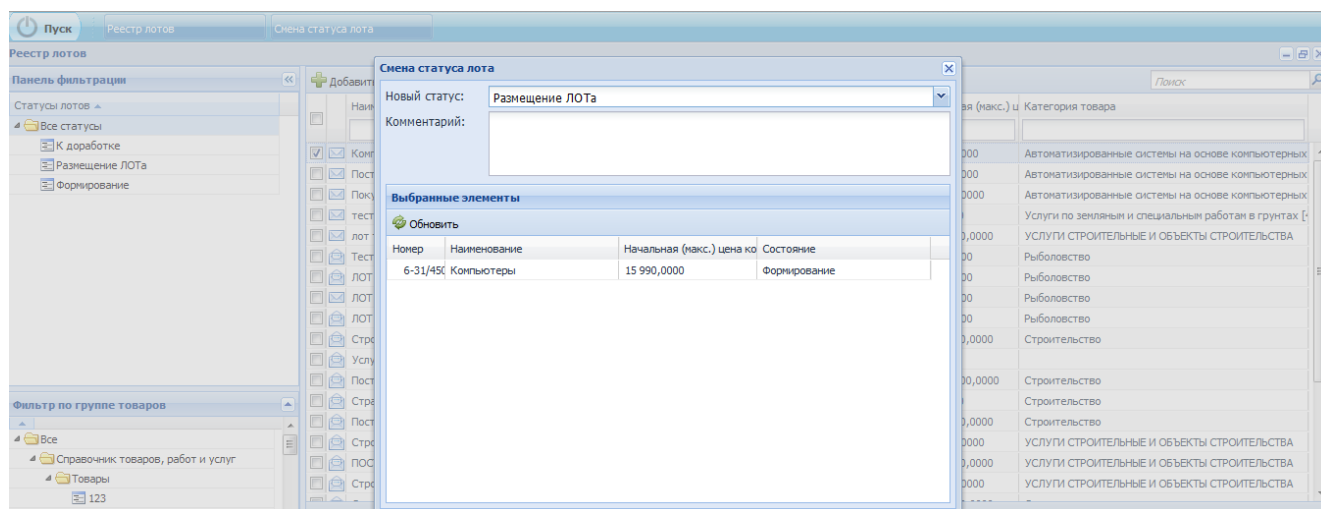 Пуск Реестр лотов Смена статуса лота
Реестр лотов
Панель фильтрации
Статусы лотов
Все статусы
К доработке
Размещение ЛОТа
Формирование
Фильтр по группе товаров
Все
Справочник товаров, работ и услуг
Товары
123
Смена статуса лота
Новый статус: Размещение ЛОТа
Комментарий:
Выбранные элементы
Обновить
Номер Наименование Начальная (макс.) цена ко Состояние
6-31/450 Компьютеры 15 990,0000 Формирование
Поиск
(макс.) Категория товара
Автоматизированные системы на основе компьютерных
Автоматизированные системы на основе компьютерных
Автоматизированные системы на основе компьютерных
Услуги по земляным и специальным работам в грунтах
УСЛУГИ СТРОИТЕЛЬНЫЕ И ОБЪЕКТЫ СТРОИТЕЛЬСТВА
Рыболовство
Рыболовство
Рыболовство
Рыболовство
Строительство
Строительство
Строительство
Строительство
УСЛУГИ СТРОИТЕЛЬНЫЕ И ОБЪЕКТЫ СТРОИТЕЛЬСТВА
УСЛУГИ СТРОИТЕЛЬНЫЕ И ОБЪЕКТЫ СТРОИТЕЛЬСТВА
УСЛУГИ СТРОИТЕЛЬНЫЕ И ОБЪЕКТЫ СТРОИТЕЛЬСТВА